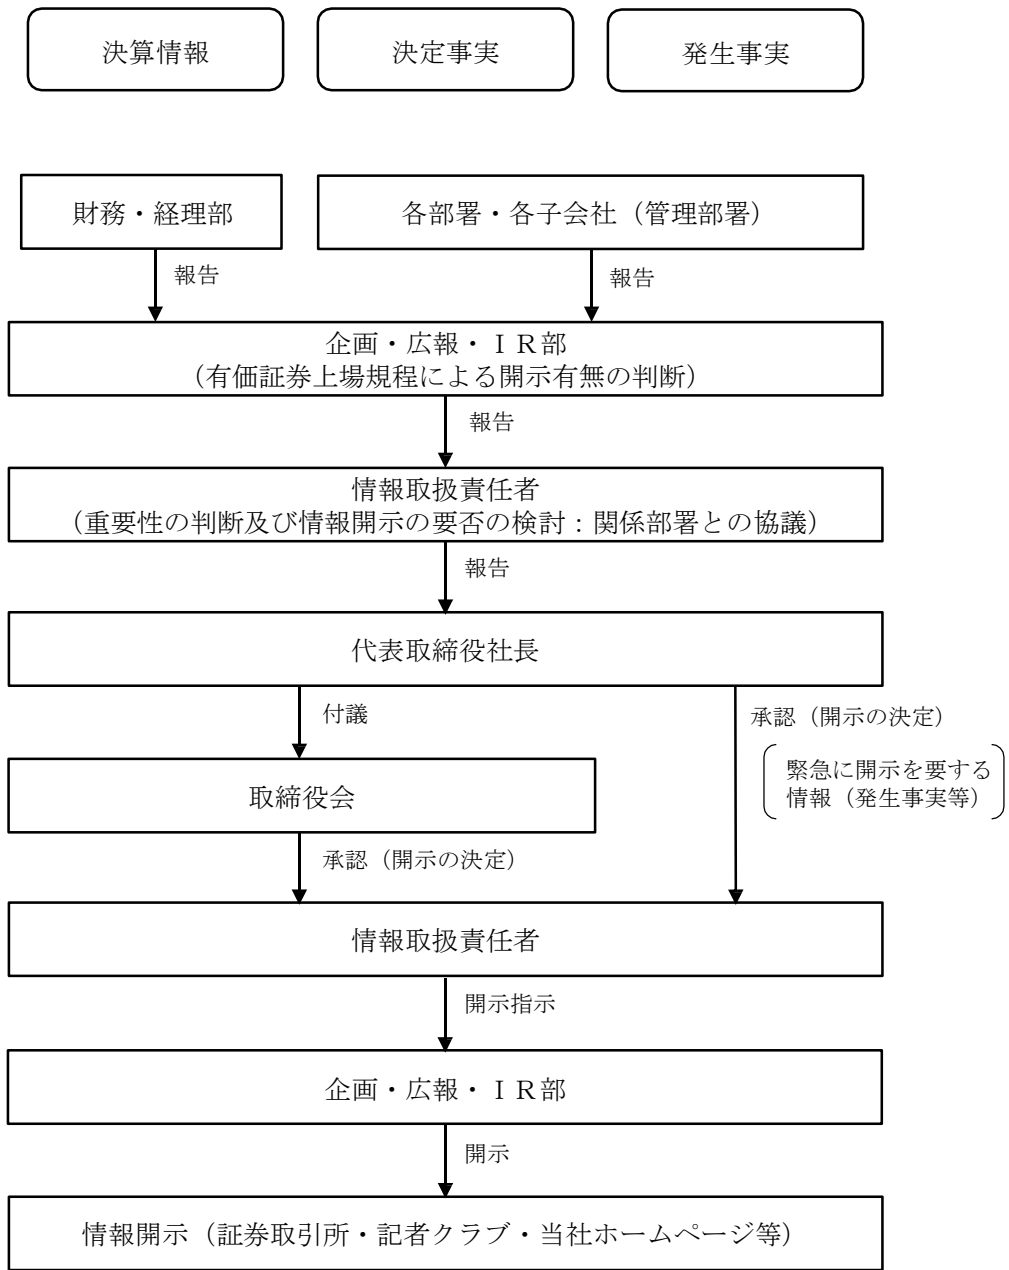 決算情報
決定事実
発生事実
財務・経理部
各部署・各子会社（管理部署）
報告
報告
企画・広報・ＩＲ部
（有価証券上場規程による開示有無の判断）
報告
情報取扱責任者
（重要性の判断及び情報開示の要否の検討：関係部署との協議）
報告
代表取締役社長
付議
承認（開示の決定）
緊急に開示を要する
情報（発生事実等）
取締役会
承認（開示の決定）
情報取扱責任者
開示指示
企画・広報・ＩＲ部
開示
情報開示（証券取引所・記者クラブ・当社ホームページ等）